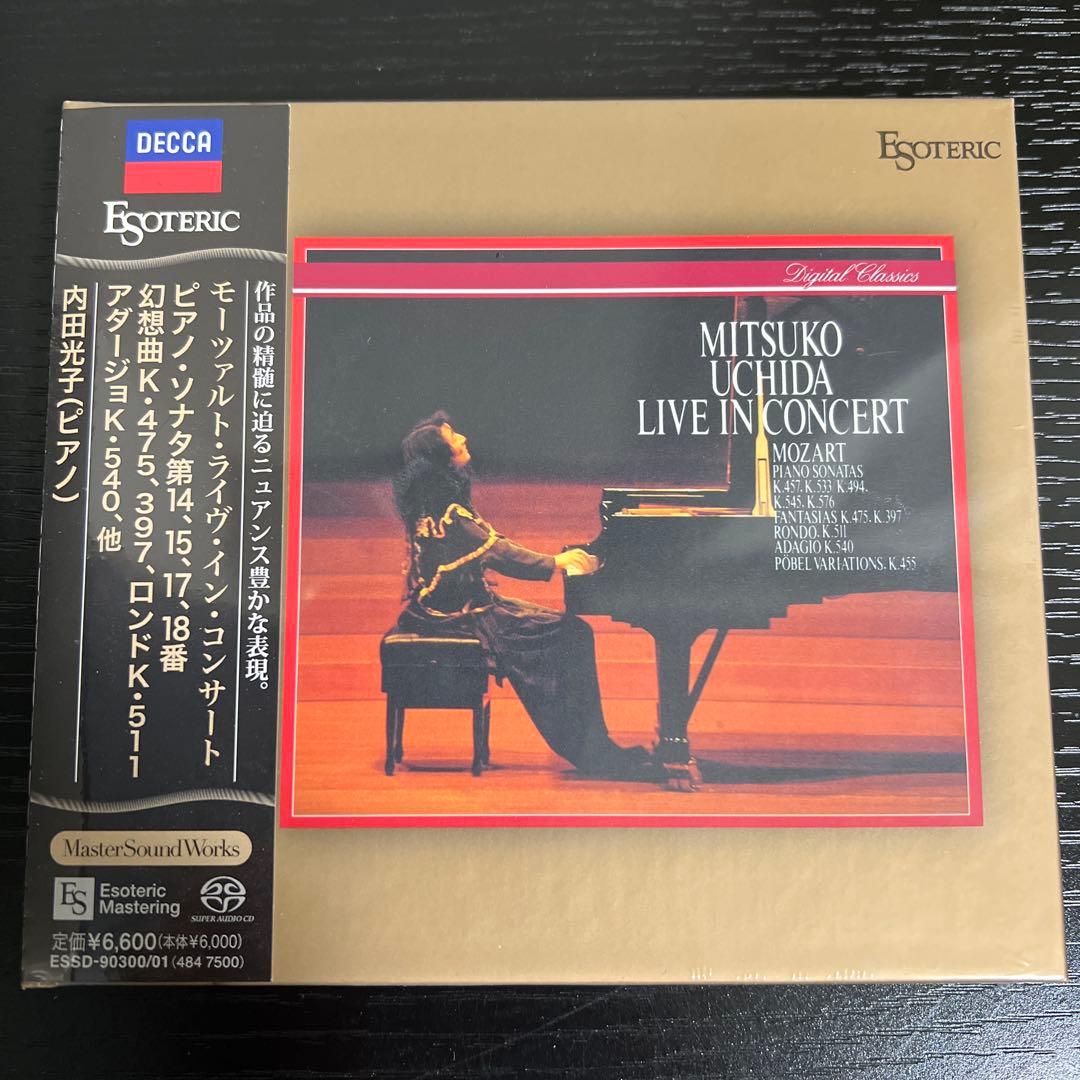 DECCA
ESOTERIC
作品の精髄に迫るニュアンス豊かな表現。
モーツァルト・ライヴ・イン・コンサート
ピアノ・ソナタ第14、15、17、18番
幻想曲K・475、397、ロンドK・511
アダージョK・540、他
内田光子(ピアノ)
MasterSoundWorks
ES
Esoteric
Mastering
SUPER AUDIO CD
定価¥6,600(本体¥6,000)
ESSD-90300/01 (484 7500)
ESOTERIC
Digital Classics
MITSUKO
UCHIDA
LIVE IN CONCERT
MOZART
PIANO SONATAS
K.457, K.533 K.494,
K.545, K.576
FANTASIAS K.475, K.397
RONDO, K.511
ADAGIO K.540
PÖBEL VARIATIONS, K.455